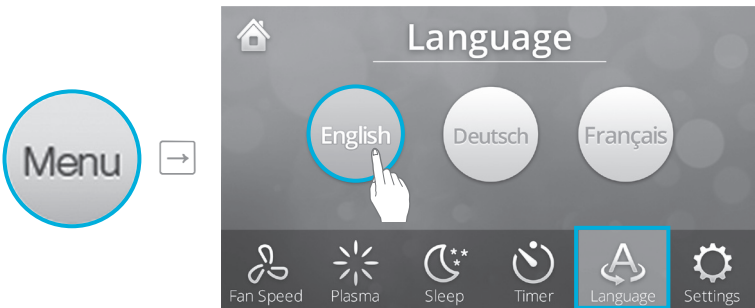 Menu
Language
English
Deutsch
Français
Fan Speed
Plasma
Sleep
Timer
A
Language
Settings